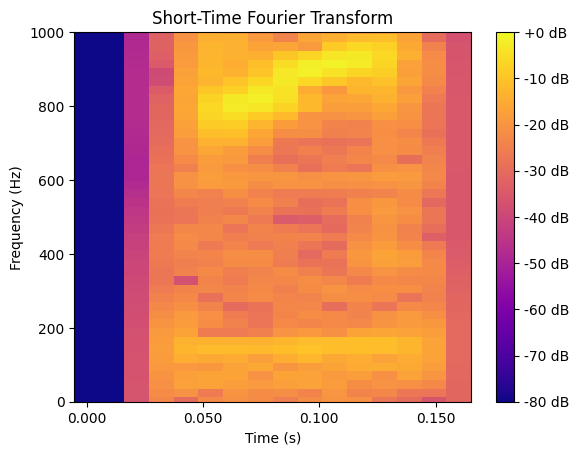 Short-Time Fourier Transform
Frequency (Hz)
1000
800
600
400
200
0
0.000
0.050
0.100
0.150
Time (s)
+0 dB
-10 dB
-20 dB
-30 dB
-40 dB
-50 dB
-60 dB
-70 dB
-80 dB